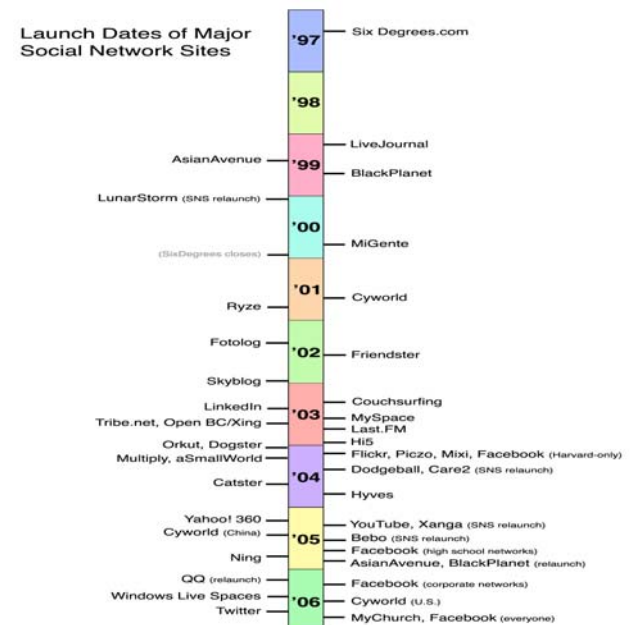 Launch Dates of Major
Social Network Sites
'97
Six Degrees.com
'98
'99
LiveJournal
AsianAvenue
BlackPlanet
LunarStorm (SNS relaunch)
'00
MiGente
(SixDegrees closes)
'01
Cyworld
Ryze
Fotolog
'02
Friendster
Skyblog
Couchsurfing
LinkedIn
'03
MySpace
Tribe.net, Open BC/Xing
Last.FM
Hi5
Orkut, Dogster
Flickr, Piczo, Mixi, Facebook (Harvard-only)
Multiply, aSmallWorld
Dodgeball, Care2 (SNS relaunch)
'04
Catster
Hyves
Yahoo! 360
YouTube, Xanga (SNS relaunch)
Cyworld (China)
'05
Bebo (SNS relaunch)
Facebook (high school networks)
Ning
AsianAvenue, BlackPlanet (relaunch)
QQ (relaunch)
Facebook (corporate networks)
Windows Live Spaces
'06
Cyworld (U.S.)
Twitter
MyChurch, Facebook (everyone)